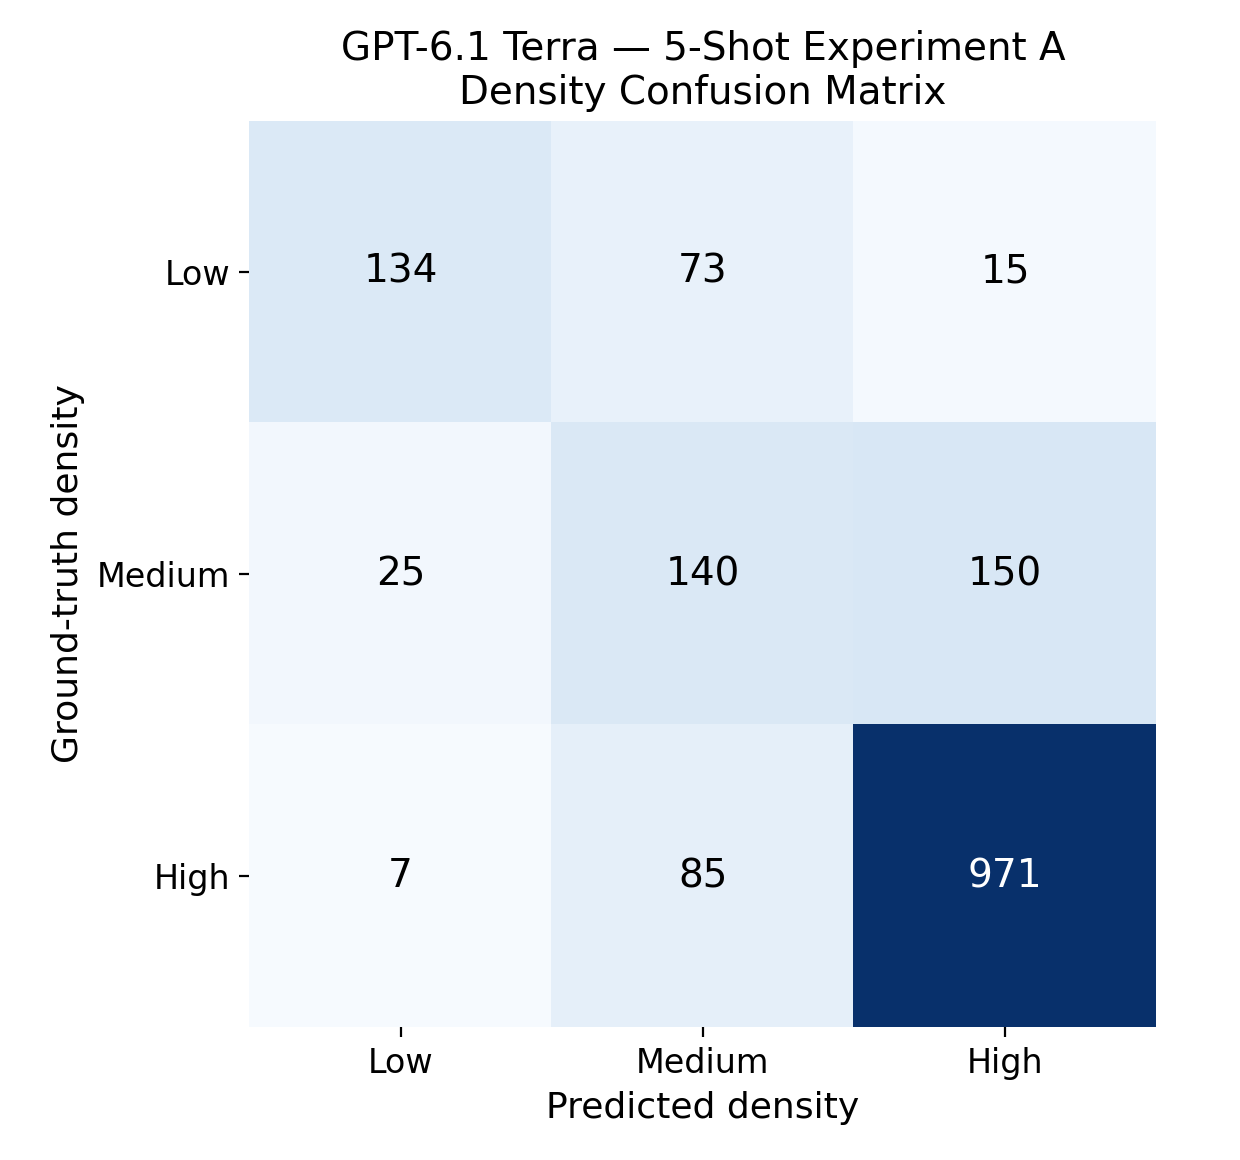 GPT-6.1 Terra — 5-Shot Experiment A
Density Confusion Matrix
Ground-truth density
Low 134 73 15
Medium 25 140 150
High 7 85 971
Low Medium High
Predicted density